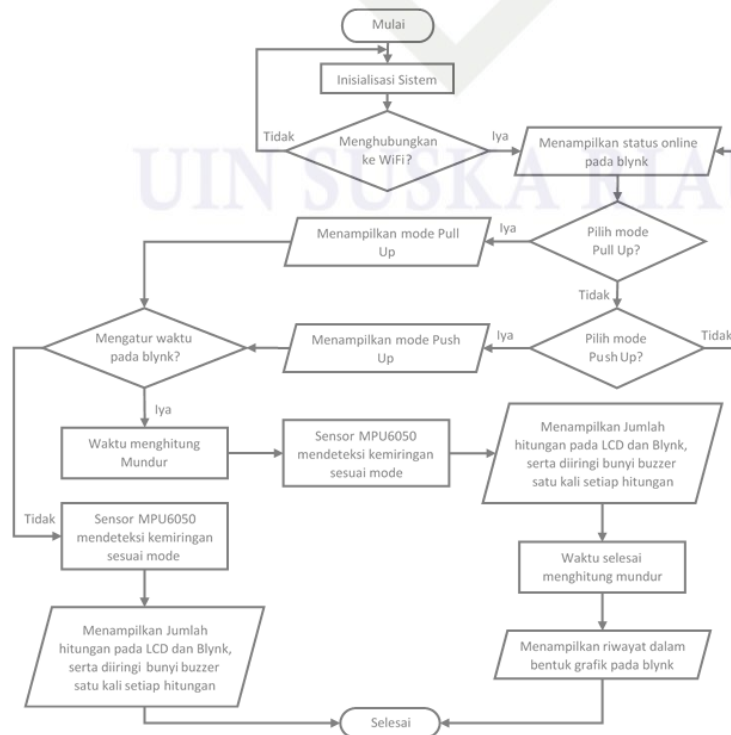 Mulai
Inisialisasi Sistem
Tidak
Menghubungkan
ke WiFi?
Iya
Menampilkan status online
pada blynk
UIN SUSKA RIAU
Menampilkan mode Pull
Up
Iya
Pilih mode
Pull Up?
Tidak
Mengatur waktu
pada blynk?
Menampilkan mode Push
Up
Iya
Pilih mode
Push Up?
Tidak
Iya
Waktu menghitung
Mundur
Sensor MPU6050
mendeteksi kemiringan
sesuai mode
Menampilkan Jumlah
hitungan pada LCD dan Blynk,
serta diiringi bunyi buzzer
satu kali setiap hitungan
Tidak
Sensor MPU6050
mendeteksi kemiringan
sesuai mode
Waktu selesai
menghitung mundur
Menampilkan Jumlah
hitungan pada LCD dan Blynk,
serta diiringi bunyi buzzer
satu kali setiap hitungan
Menampilkan riwayat dalam
bentuk grafik pada blynk
Selesai